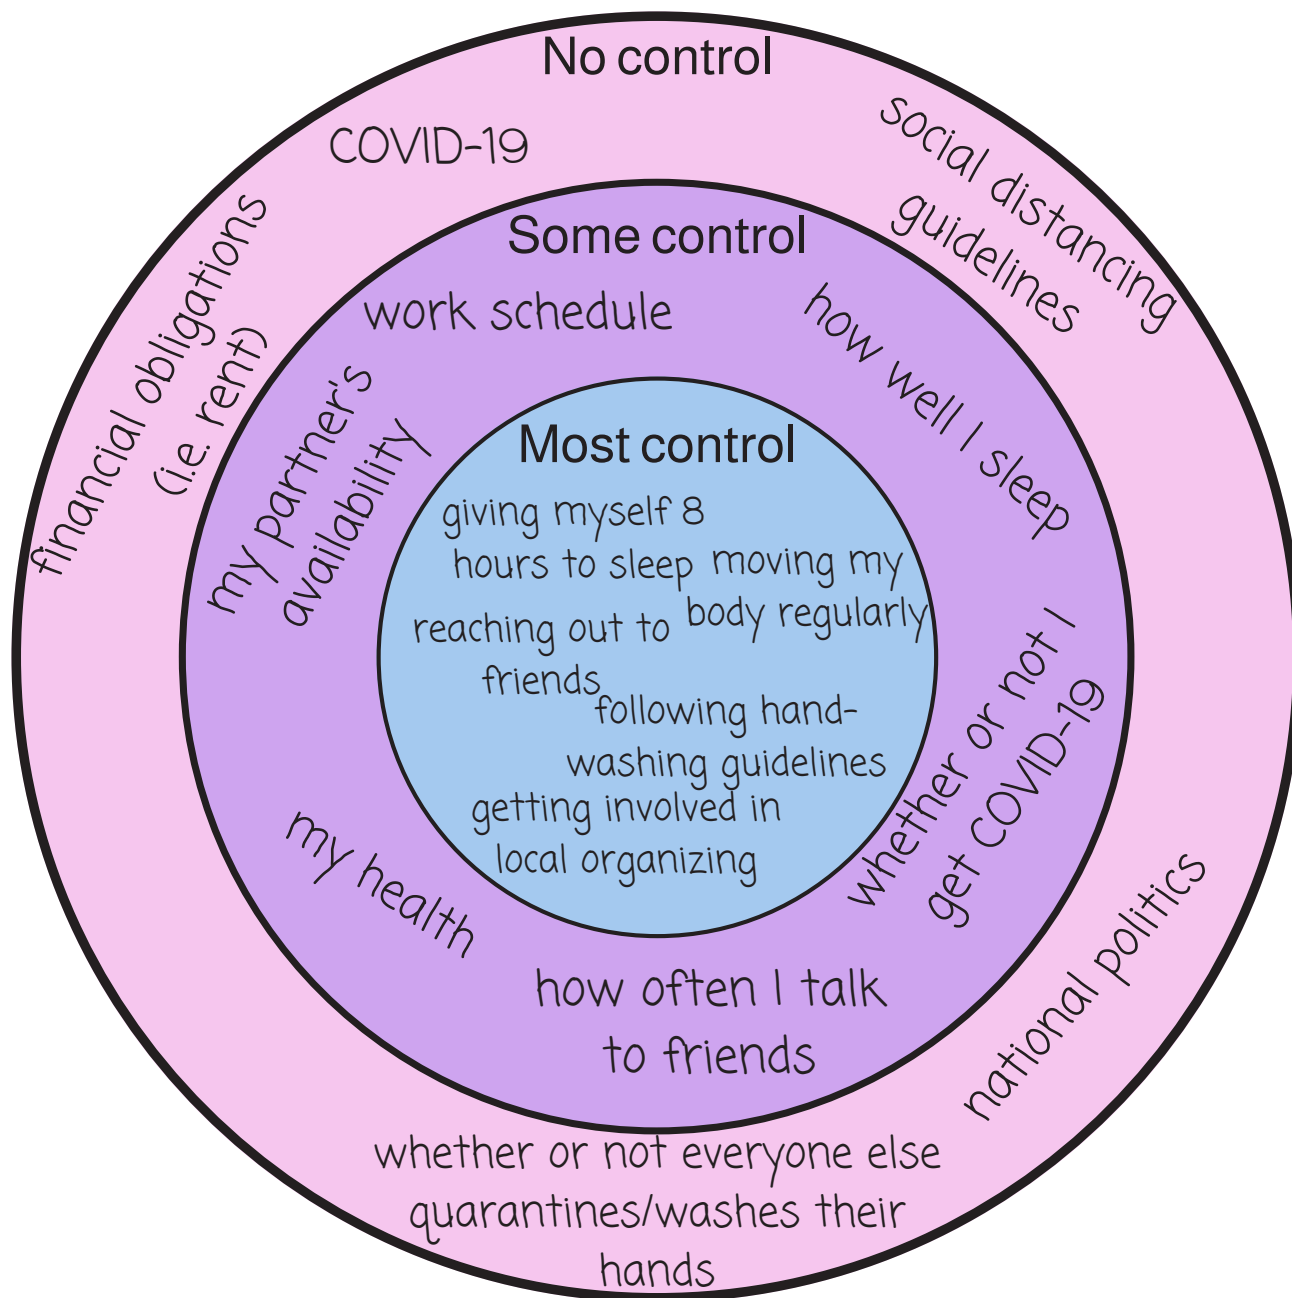 No control
COVID-19
social distancing
guidelines
financial obligations
(i.e. rent)
Some control
work schedule
how well I sleep
my partner's
availability
Most control
giving myself 8
hours to sleep
moving my
body regularly
reaching out to
friends
following hand-
washing guidelines
getting involved in
local organizing
whether or not I
get COVID-19
my health
how often I talk
to friends
national politics
whether or not everyone else
quarantines/washes their
hands